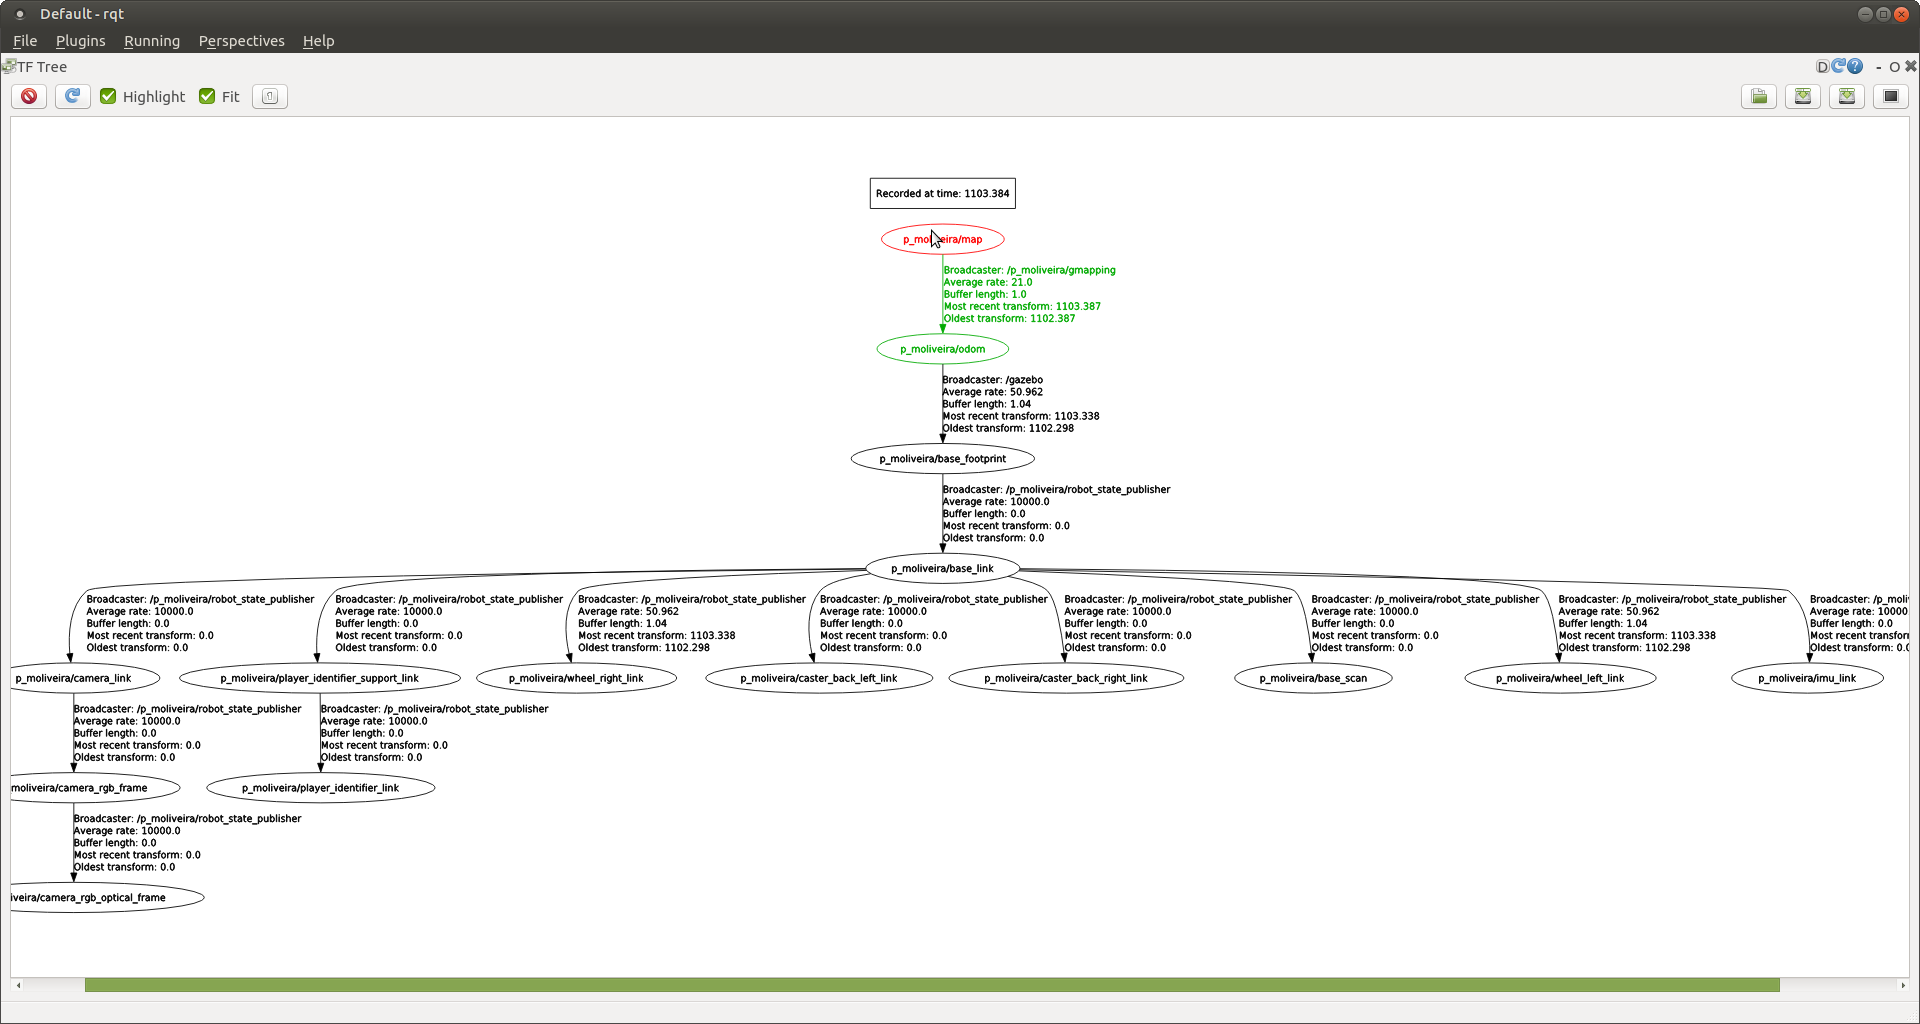 Default - rqt
File Plugins Running Perspectives Help
TF Tree
D ? - O
Highlight Fit
Recorded at time: 1103.384
p_moliveira/map
Broadcaster: /p_moliveira/gmapping
Average rate: 21.0
Buffer length: 1.0
Most recent transform: 1103.387
Oldest transform: 1102.387
p_moliveira/odom
Broadcaster: /gazebo
Average rate: 50.962
Buffer length: 1.04
Most recent transform: 1103.338
Oldest transform: 1102.298
p_moliveira/base_footprint
Broadcaster: /p_moliveira/robot_state_publisher
Average rate: 10000.0
Buffer length: 0.0
Most recent transform: 0.0
Oldest transform: 0.0
p_moliveira/base_link
Broadcaster: /p_moliveira/robot_state_publisher
Average rate: 10000.0
Buffer length: 0.0
Most recent transform: 0.0
Oldest transform: 0.0
p_moliveira/camera_link
Broadcaster: /p_moliveira/robot_state_publisher
Average rate: 10000.0
Buffer length: 0.0
Most recent transform: 0.0
Oldest transform: 0.0
p_moliveira/player_identifier_support_link
Broadcaster: /p_moliveira/robot_state_publisher
Average rate: 50.962
Buffer length: 1.04
Most recent transform: 1103.338
Oldest transform: 1102.298
p_moliveira/wheel_right_link
Broadcaster: /p_moliveira/robot_state_publisher
Average rate: 10000.0
Buffer length: 0.0
Most recent transform: 0.0
Oldest transform: 0.0
p_moliveira/caster_back_left_link
Broadcaster: /p_moliveira/robot_state_publisher
Average rate: 10000.0
Buffer length: 0.0
Most recent transform: 0.0
Oldest transform: 0.0
p_moliveira/caster_back_right_link
Broadcaster: /p_moliveira/robot_state_publisher
Average rate: 10000.0
Buffer length: 0.0
Most recent transform: 0.0
Oldest transform: 0.0
p_moliveira/base_scan
Broadcaster: /p_moliveira/robot_state_publisher
Average rate: 50.962
Buffer length: 1.04
Most recent transform: 1103.338
Oldest transform: 1102.298
p_moliveira/wheel_left_link
Broadcaster: /p_moli
Average rate: 10000
Buffer length: 0.0
Most recent transf
Oldest transform: 0.
p_moliveira/imu_link
Broadcaster: /p_moliveira/robot_state_publisher
Average rate: 10000.0
Buffer length: 0.0
Most recent transform: 0.0
Oldest transform: 0.0
moliveira/camera_rgb_frame
Broadcaster: /p_moliveira/robot_state_publisher
Average rate: 10000.0
Buffer length: 0.0
Most recent transform: 0.0
Oldest transform: 0.0
p_moliveira/player_identifier_link
Broadcaster: /p_moliveira/robot_state_publisher
Average rate: 10000.0
Buffer length: 0.0
Most recent transform: 0.0
Oldest transform: 0.0
iveira/camera_rgb_optical_frame